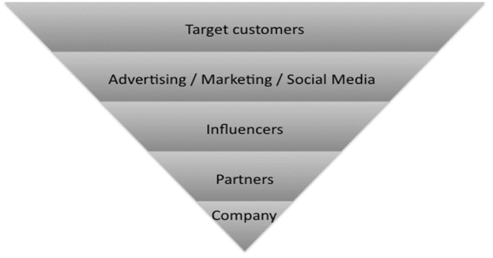 Target customers
Advertising / Marketing / Social Media
Influencers
Partners
Company